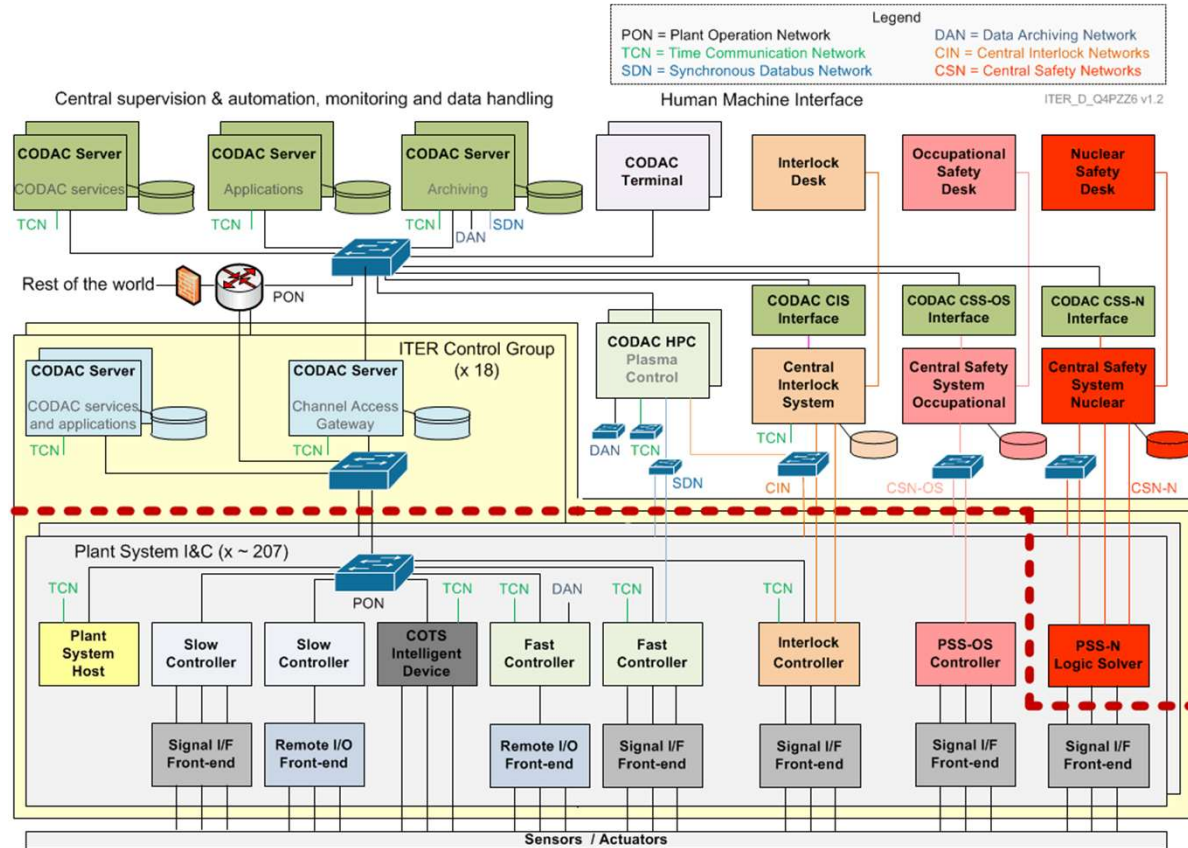 Legend
PON = Plant Operation Network
DAN = Data Archiving Network
TCN = Time Communication Network
CIN = Central Interlock Networks
SDN = Synchronous Databus Network
CSN = Central Safety Networks
Central supervision & automation, monitoring and data handling
Human Machine Interface
ITER_D_Q4PZZ6 v1.2
CODAC Server
CODAC services
CODAC Server
Applications
CODAC Server
Archiving
CODAC
Terminal
Interlock
Desk
Occupational
Safety
Desk
Nuclear
Safety
Desk
TCN
TCN
TCN
DAN
SDN
Rest of the world
PON
CODAC CIS
Interface
CODAC CSS-OS
Interface
CODAC CSS-N
Interface
ITER Control Group
(x 18)
CODAC HPC
Plasma
Control
CODAC Server
CODAC services
and applications
CODAC Server
Channel Access
Gateway
Central
Interlock
System
Central Safety
System
Occupational
Central Safety
System
Nuclear
TCN
TCN
DAN
TCN
SDN
TCN
CIN
CSN-OS
CSN-N
Plant System I&C (x ~ 207)
PON
TCN
TCN
TCN
DAN
TCN
TCN
Plant
System
Host
Slow
Controller
Slow
Controller
COTS
Intelligent
Device
Fast
Controller
Fast
Controller
Interlock
Controller
PSS-OS
Controller
PSS-N
Logic Solver
Signal I/F
Front-end
Remote I/O
Front-end
Remote I/O
Front-end
Signal I/F
Front-end
Signal I/F
Front-end
Signal I/F
Front-end
Signal I/F
Front-end
Sensors / Actuators